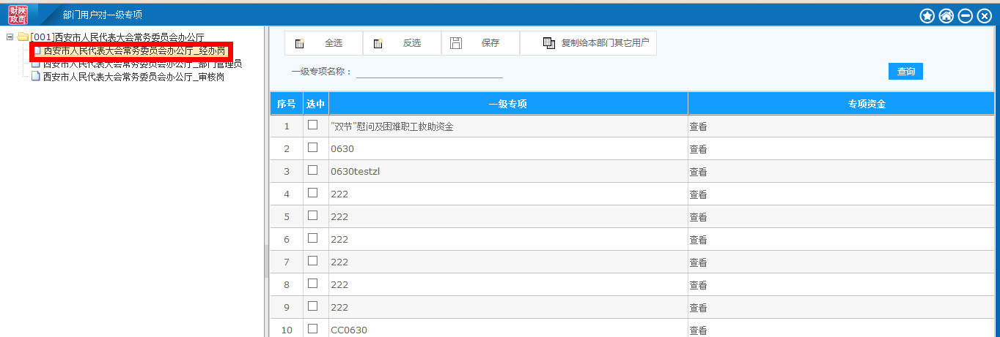 财陕政西
部门用户对一级专项
[001]西安市人民代表大会常务委员会办公厅
西安市人民代表大会常务委员会办公厅_经办岗
西安市人民代表大会常务委员会办公厅_部门管理员
西安市人民代表大会常务委员会办公厅_审核岗
全选 反选 保存 复制给本部门其它用户
一级专项名称： 查询
序号 选中 一级专项 专项资金
1 "双节"慰问及困难职工救助资金 查看
2 0630 查看
3 0630testzl 查看
4 222 查看
5 222 查看
6 222 查看
7 222 查看
8 222 查看
9 222 查看
10 CC0630 查看